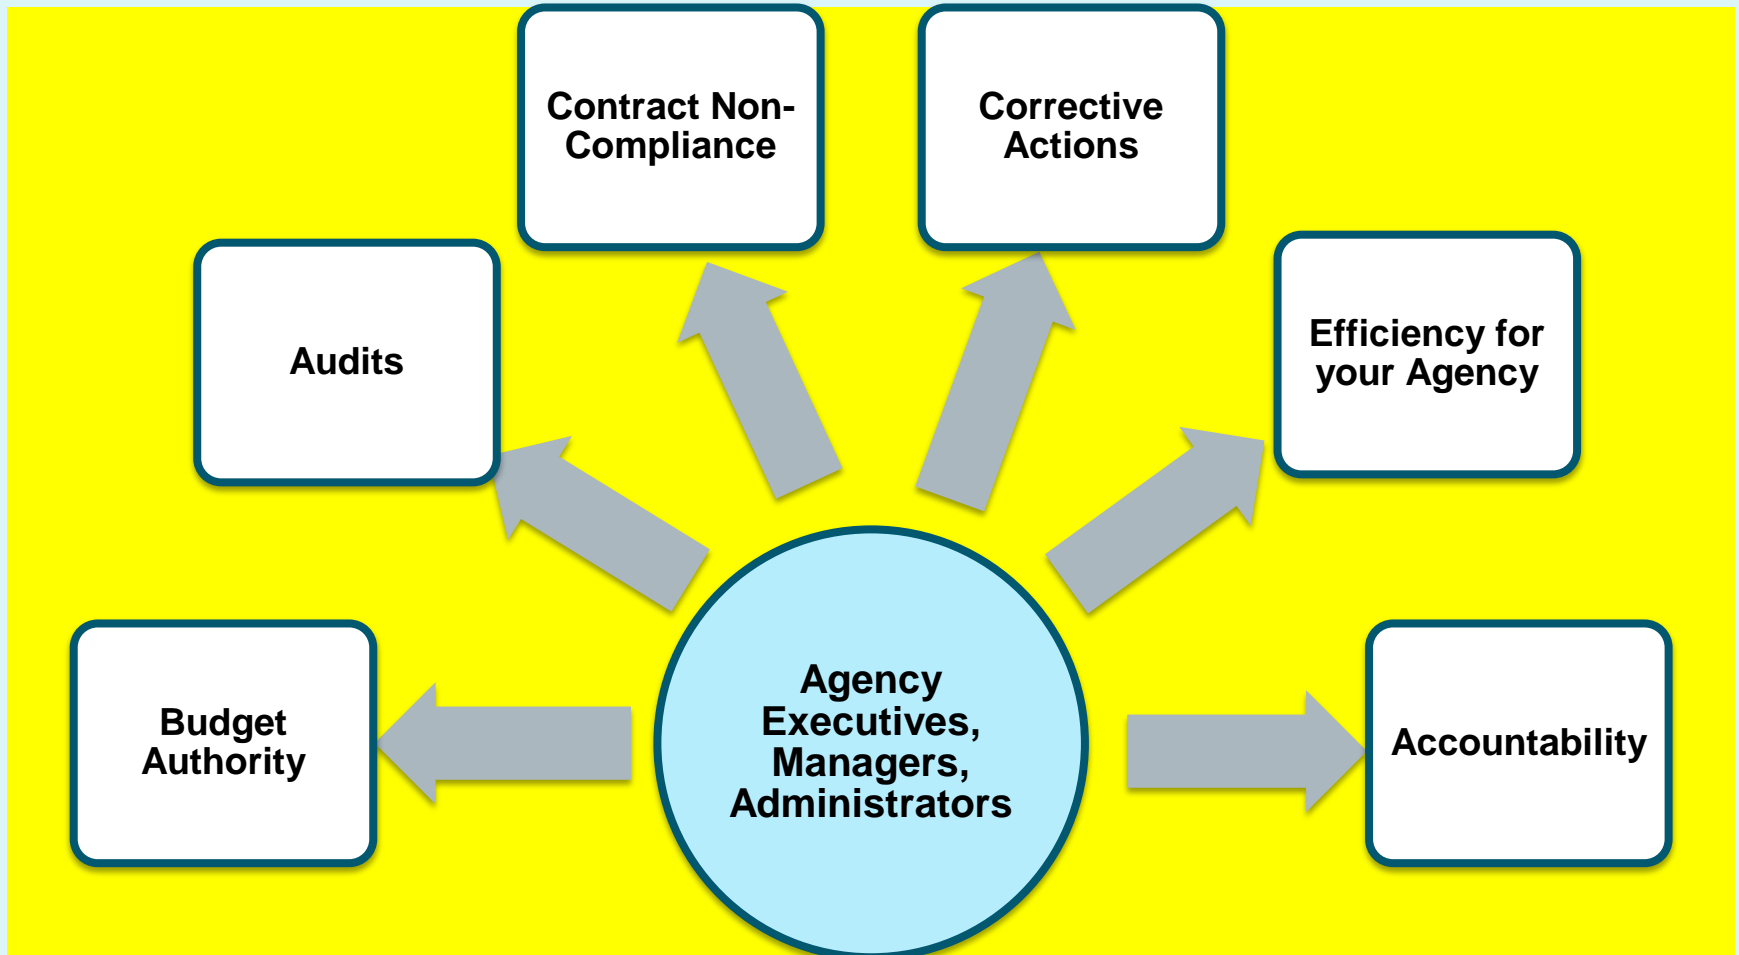 Contract Non-
Compliance
Corrective
Actions
Audits
Efficiency for
your Agency
Budget
Authority
Agency
Executives,
Managers,
Administrators
Accountability